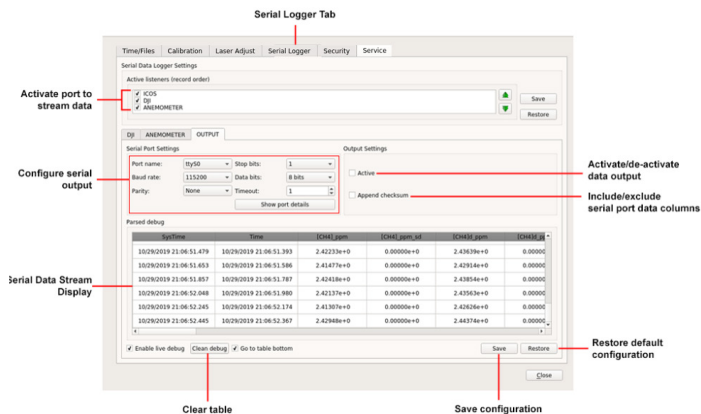 Serial Logger Tab
Time/Files Calibration Laser Adjust Serial Logger Security Service
Serial Data Logger Settings
Active listeners (record order)
Activate port to
stream data
ICOS
DJI
ANEMOMETER
Save
Restore
DJI ANEMOMETER OUTPUT
Serial Port Settings
Output Settings
Configure serial
output
Port name: ttyS0 Stop bits: 1
Baud rate: 115200 Data bits: 8 bits
Parity: None Timeout: 1
Show port details
Active
Append checksum
Activate/de-activate
data output
Include/exclude
serial port data columns
Parsed debug
Serial Data Stream
Display
SysTime Time [CH4]_ppm [CH4]_ppm_sd [CH4]d_ppm
10/29/2019 21:06:51.479 10/29/2019 21:06:51.393 2.42233e+0 0.00000e+0 2.43639e+0 0.00000
10/29/2019 21:06:51.653 10/29/2019 21:06:51.586 2.41477e+0 0.00000e+0 2.42914e+0 0.00000
10/29/2019 21:06:51.857 10/29/2019 21:06:51.787 2.42418e+0 0.00000e+0 2.43854e+0 0.00000
10/29/2019 21:06:52.048 10/29/2019 21:06:51.980 2.42137e+0 0.00000e+0 2.43563e+0 0.00000
10/29/2019 21:06:52.245 10/29/2019 21:06:52.174 2.41307e+0 0.00000e+0 2.42626e+0 0.00000
10/29/2019 21:06:52.445 10/29/2019 21:06:52.367 2.42948e+0 0.00000e+0 2.44374e+0 0.00000
Enable live debug Clean debug Go to table bottom Save Restore
Restore default
configuration
Close
Clear table
Save configuration